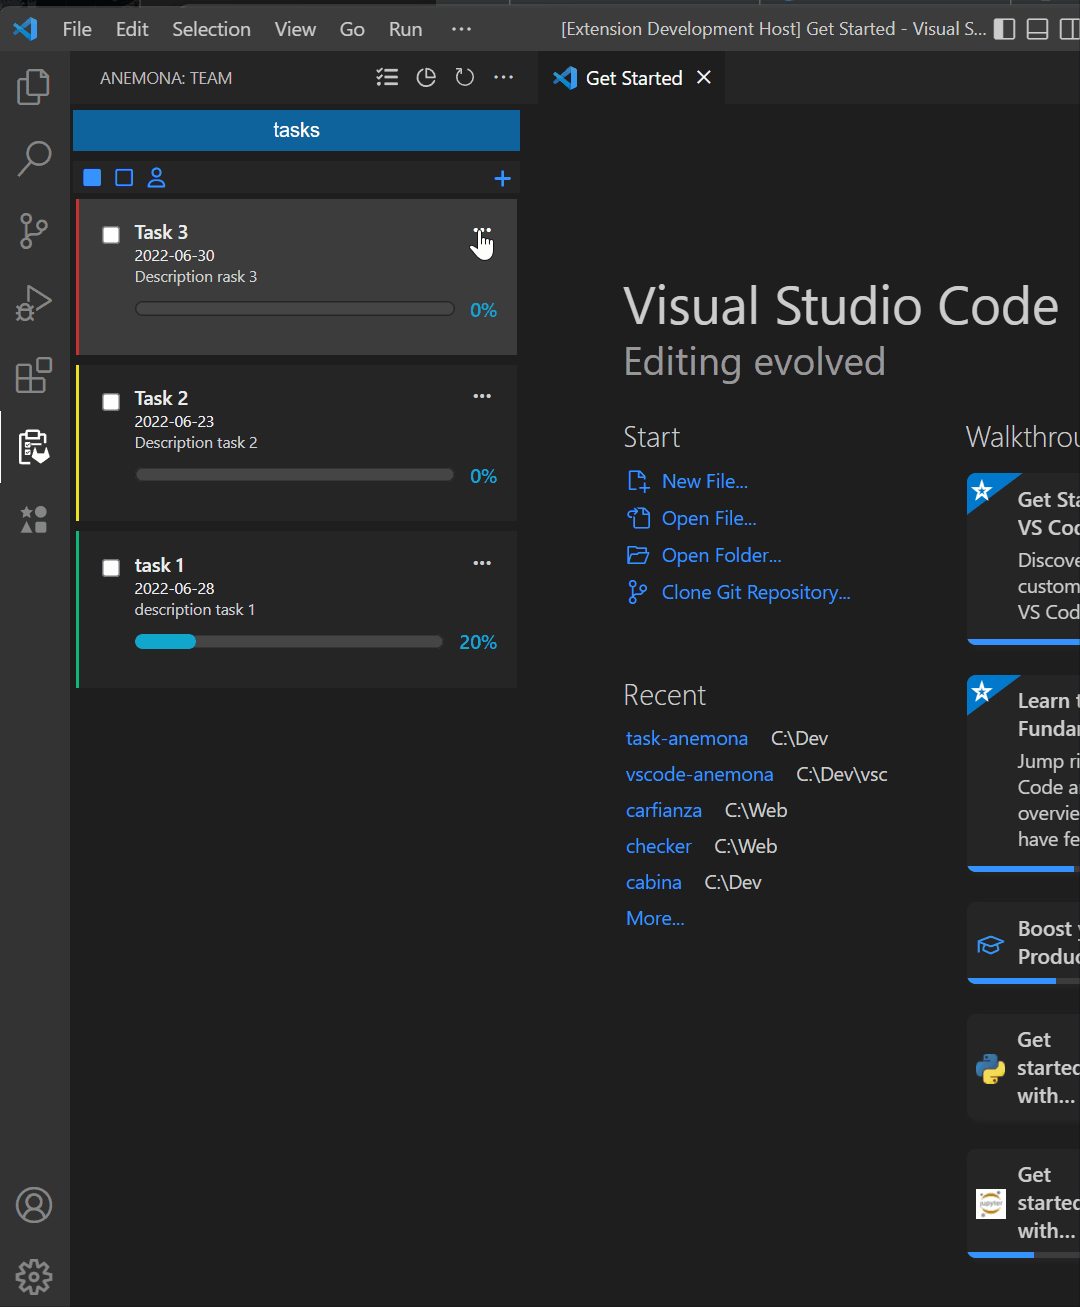 File Edit Selection View Go Run ···
[Extension Development Host] Get Started - Visual S...
ANEMONA: TEAM
Get Started
tasks
Task 3
2022-06-30
Description rask 3
0%
Task 2
2022-06-23
Description task 2
0%
task 1
2022-06-28
description task 1
20%
Visual Studio Code
Editing evolved
Start
New File...
Open File...
Open Folder...
Clone Git Repository...
Recent
task-anemona C:\Dev
vscode-anemona C:\Dev\vsc
carfianza C:\Web
checker C:\Web
cabina C:\Dev
More...
Walkthrou
Get Sta
VS Cod
Discove
custom
VS Cod
Learn t
Fundar
Jump ri
Code a
overvie
have fe
Boost y
Produc
Get
started
with...
jupyter
Get
started
with...